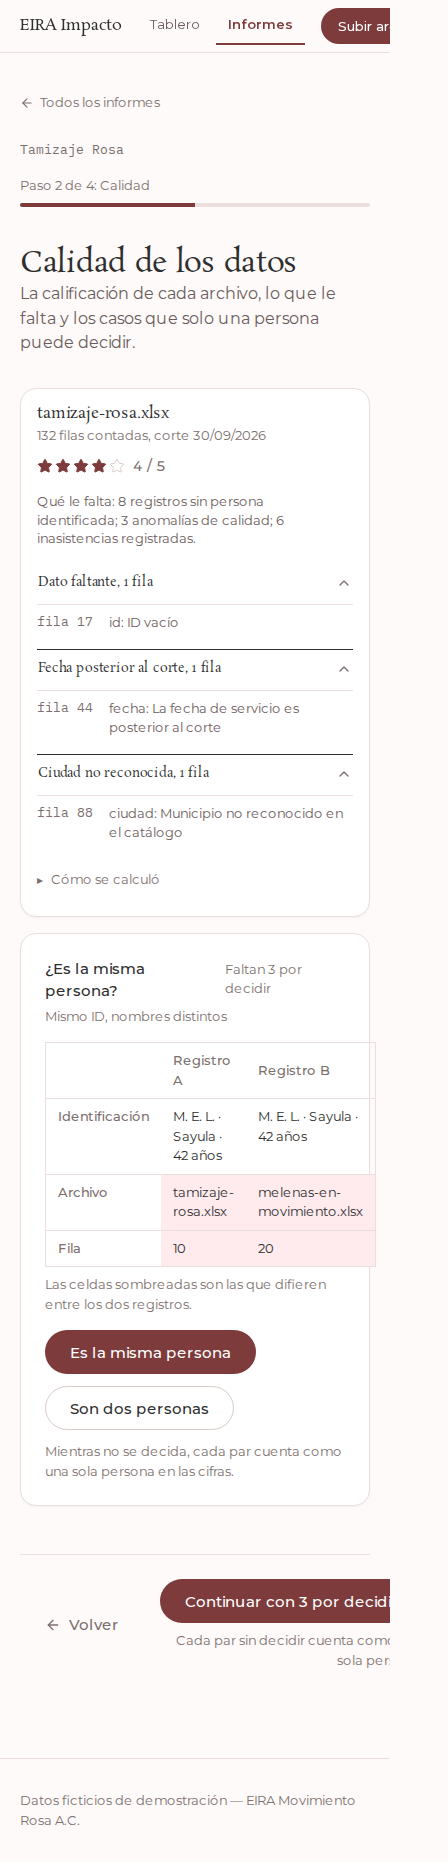 EIRA Impacto Tablero Informes Subir ar
← Todos los informes
Tamizaje Rosa
Paso 2 de 4: Calidad
Calidad de los datos
La calificación de cada archivo, lo que le
falta y los casos que solo una persona
puede decidir.
tamizaje-rosa.xlsx
132 filas contadas, corte 30/09/2026
4 / 5
Qué le falta: 8 registros sin persona
identificada; 3 anomalías de calidad; 6
inasistencias registradas.
Dato faltante, 1 fila
fila 17 id: ID vacío
Fecha posterior al corte, 1 fila
fila 44 fecha: La fecha de servicio es
posterior al corte
Ciudad no reconocida, 1 fila
fila 88 ciudad: Municipio no reconocido en
el catálogo
▸ Cómo se calculó
¿Es la misma
persona?
Faltan 3 por
decidir
Mismo ID, nombres distintos
Registro
A
Registro B
Identificación
M. E. L. ·
Sayula ·
42 años
M. E. L. · Sayula ·
42 años
Archivo
tamizaje-
rosa.xlsx
melenas-en-
movimiento.xlsx
Fila 10 20
Las celdas sombreadas son las que difieren
entre los dos registros.
Es la misma persona
Son dos personas
Mientras no se decida, cada par cuenta como
una sola persona en las cifras.
← Volver
Continuar con 3 por decidi
Cada par sin decidir cuenta como
sola pers
Datos ficticios de demostración — EIRA Movimiento
Rosa A.C.